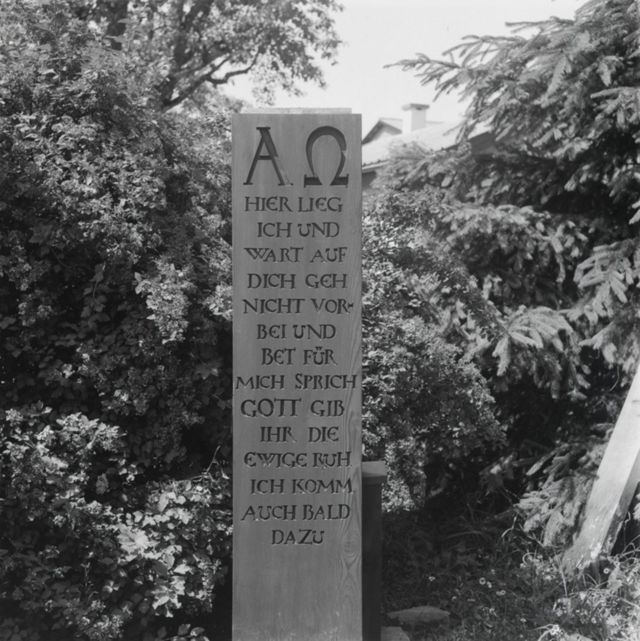 A. Ω
HIER LIEG
ICH UND
WART AUF
DICH GEH
NICHT VOR-
BEI UND
BET FÜR
MICH SPRICH
GOTT GIB
IHR DIE
EWIGE RUH
ICH KOMM
AUCH BALD
DAZU